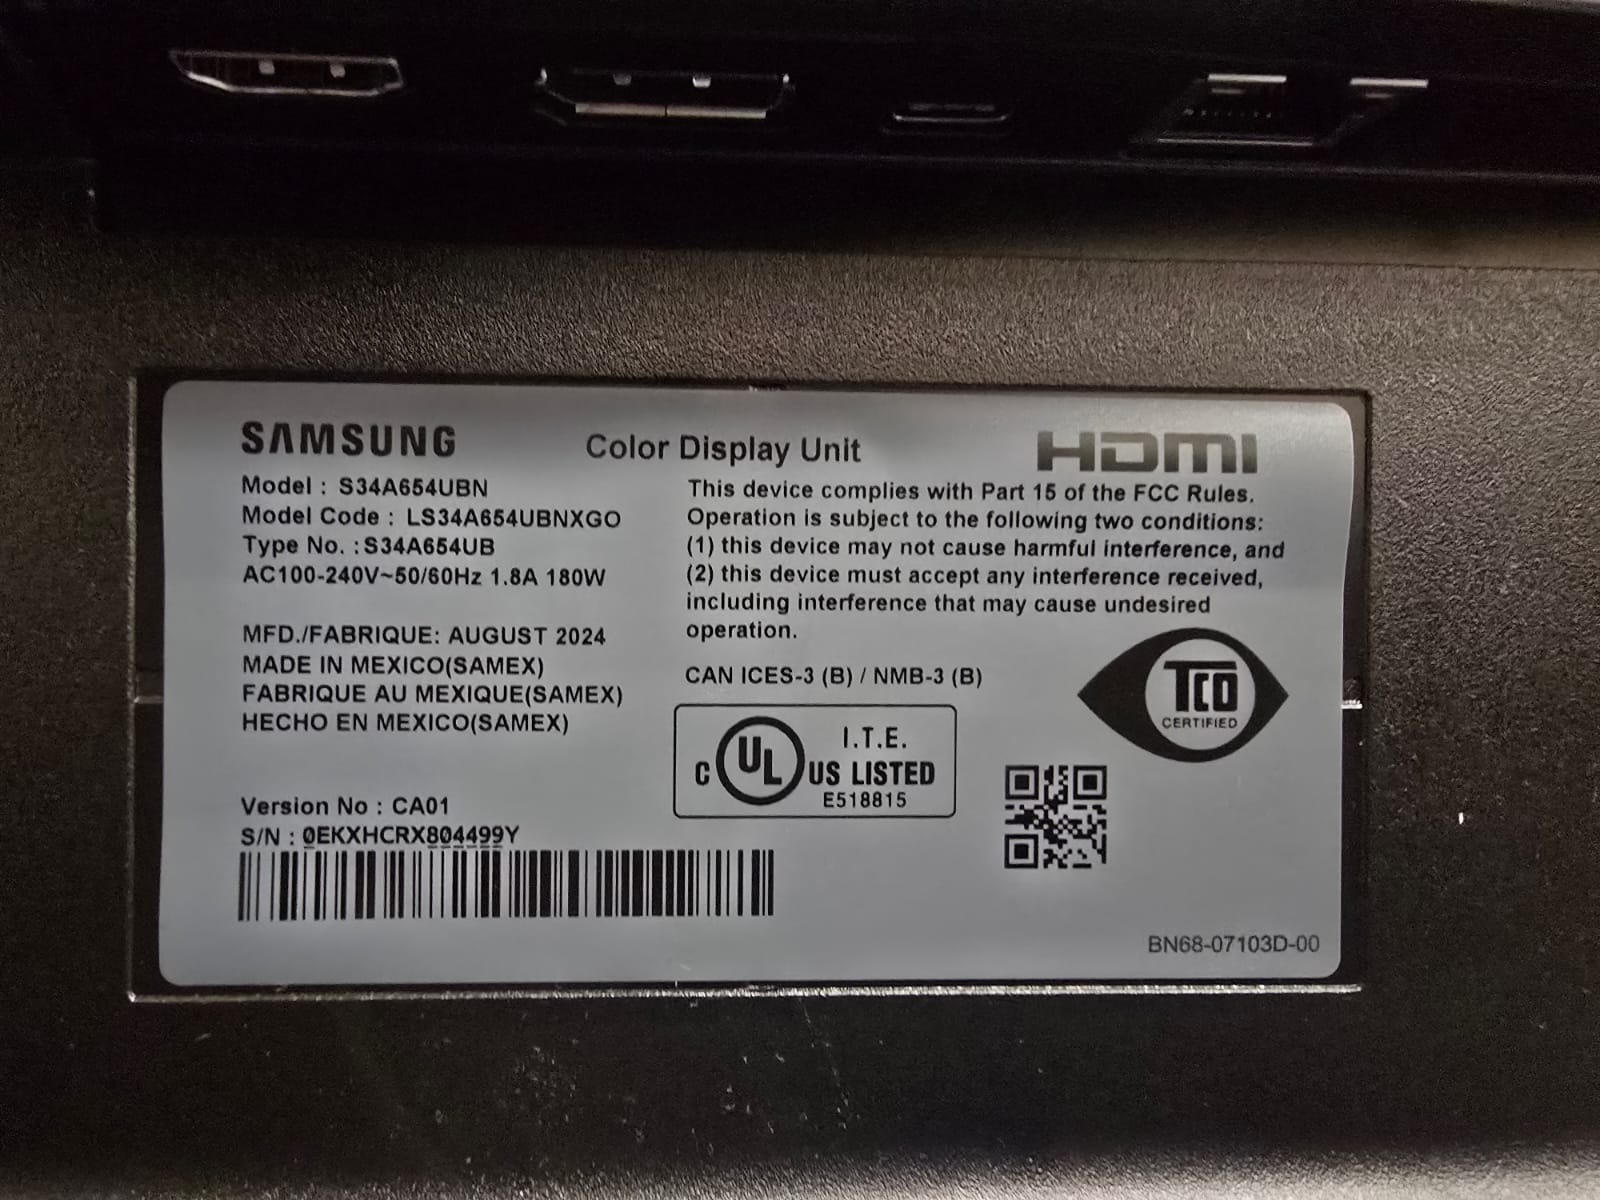 SAMSUNG
Color Display Unit
HDMI
Model : S34A654UBN
Model Code : LS34A654UBNXGO
Type No. :S34A654UB
AC100-240V~50/60Hz 1.8A 180W
MFD./FABRIQUE: AUGUST 2024
MADE IN MEXICO(SAMEX)
FABRIQUE AU MEXIQUE(SAMEX)
HECHO EN MEXICO(SAMEX)
Version No : CA01
S/N : 0EKXHCRX804499Y
This device complies with Part 15 of the FCC Rules.
Operation is subject to the following two conditions:
(1) this device may not cause harmful interference, and
(2) this device must accept any interference received,
including interference that may cause undesired
operation.
CAN ICES-3 (B) / NMB-3 (B)
C UL US LISTED
I.T.E.
E518815
TCO
CERTIFIED
BN68-07103D-00